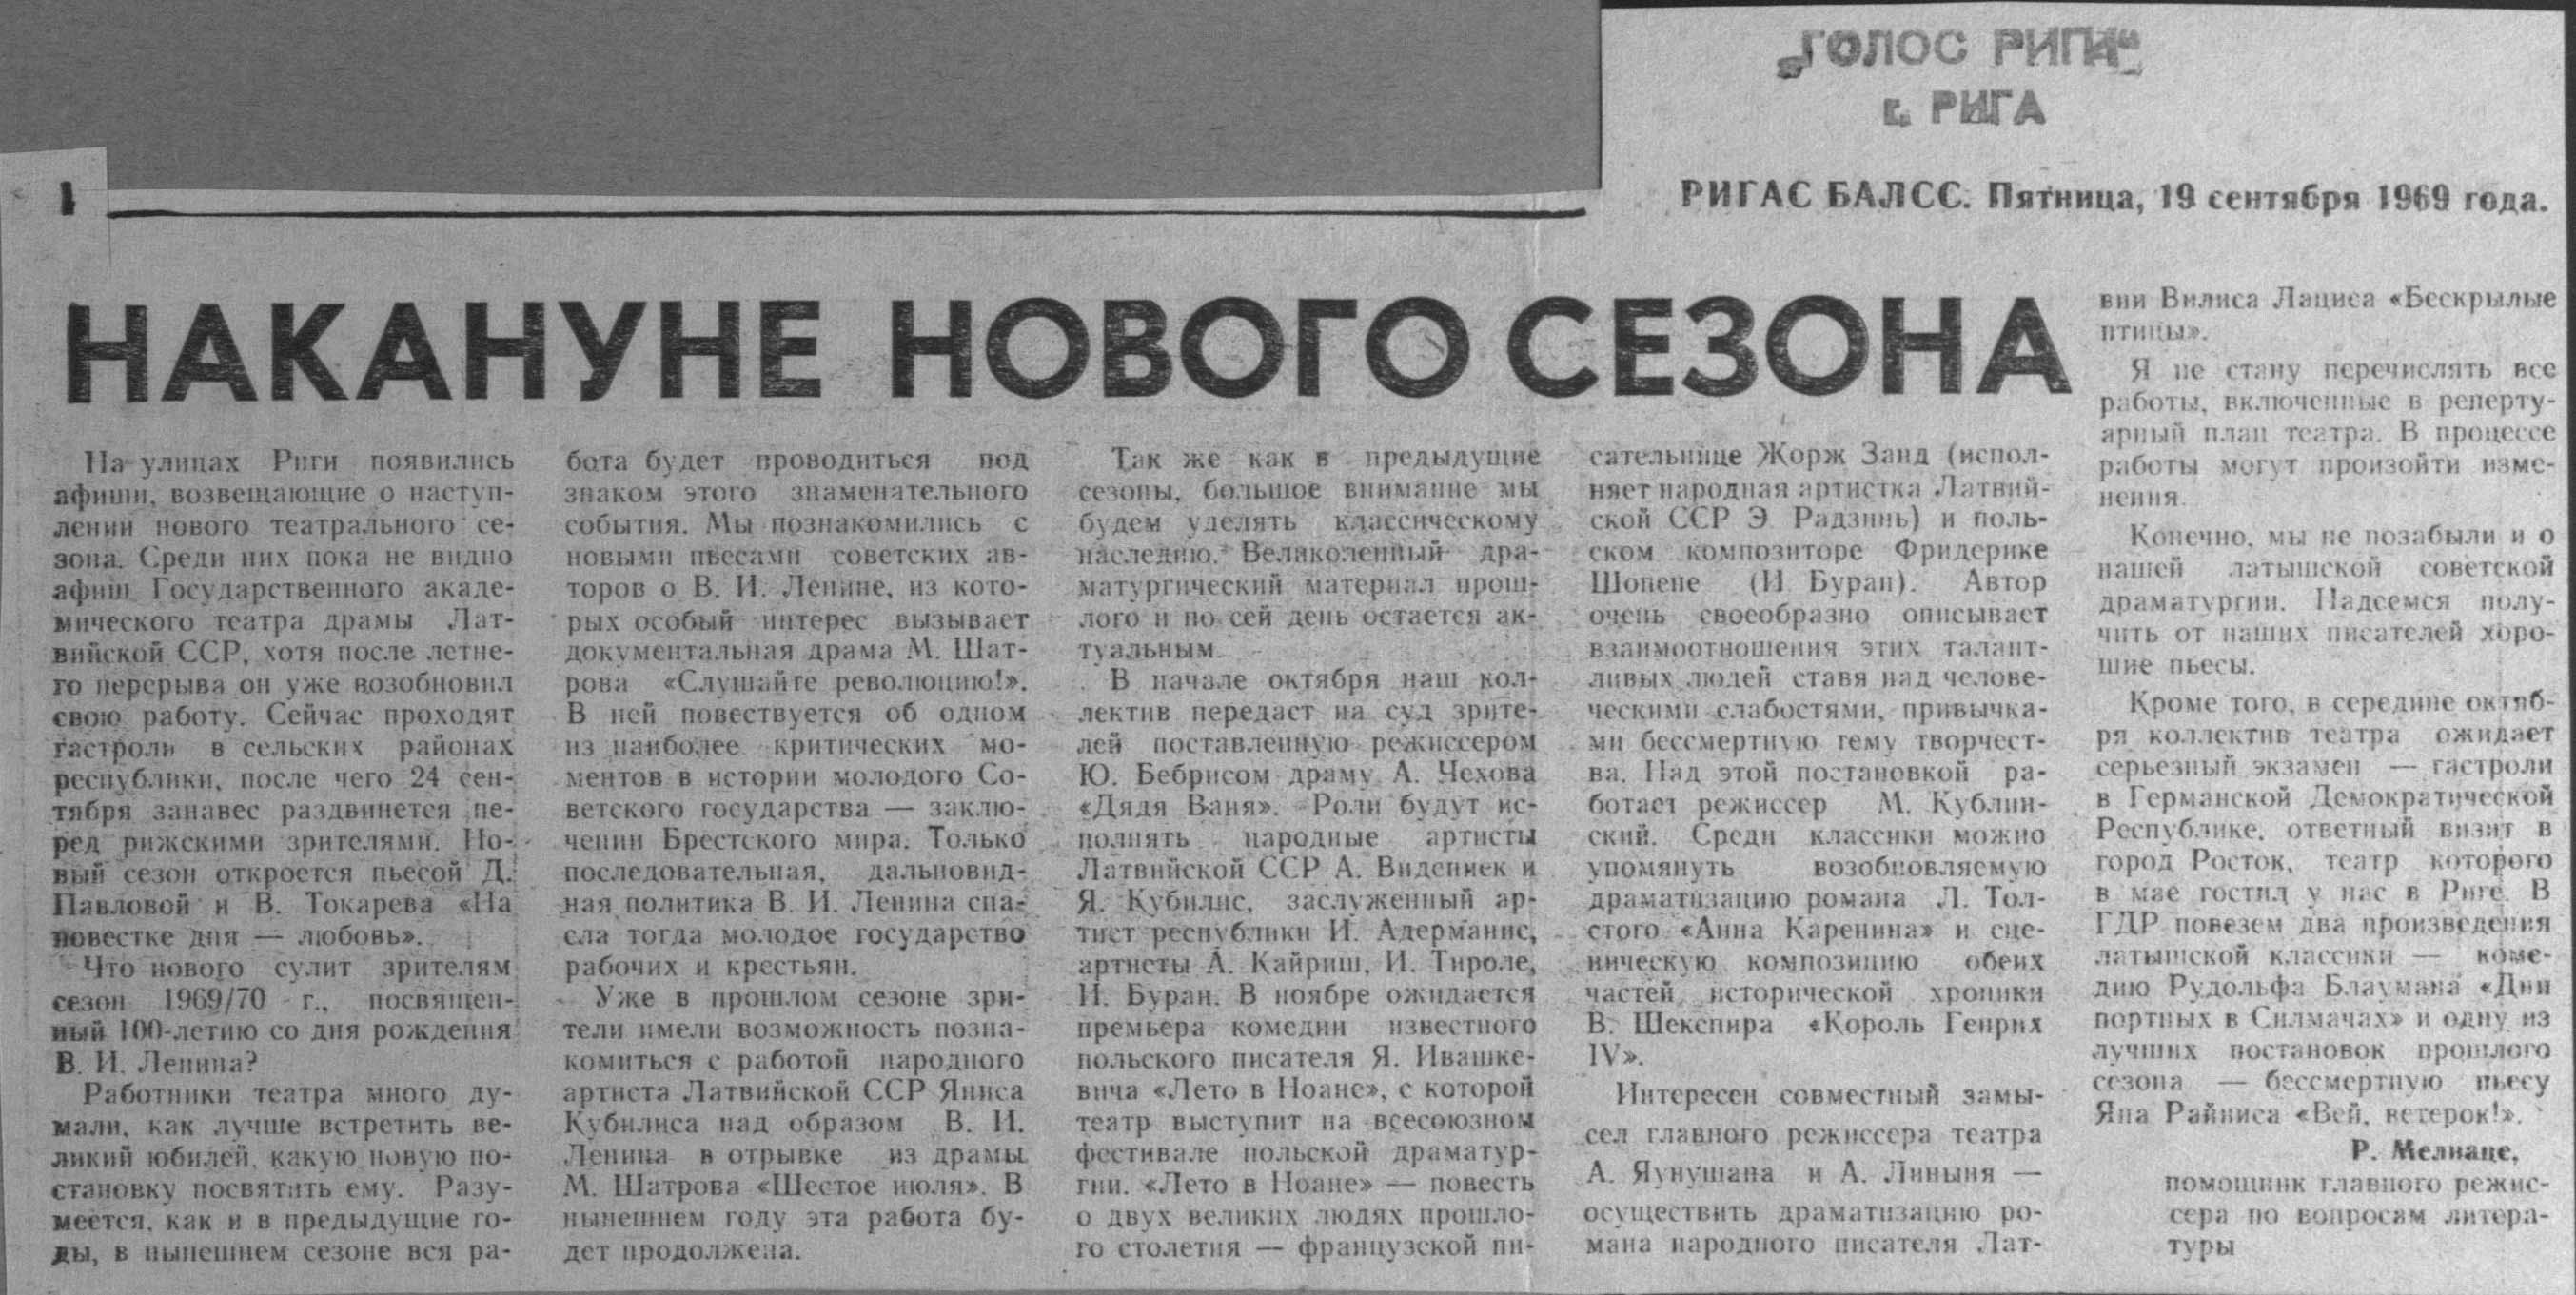 „ГОЛОС РИГИ“
г. РИГА
1
РИГАС БАЛСС. Пятница, 19 сентября 1969 года.
НАКАНУНЕ НОВОГО СЕЗОНА
На улицах Риги появились
афиши, возвещающие о наступ-
лении нового театрального се-
зона. Среди них пока не видно
афиш Государственного акаде-
мического театра драмы Лат-
вийской ССР, хотя после летне-
го перерыва он уже возобновил
свою работу. Сейчас проходят
гастроли в сельских районах
республики, после чего 24 сен-
тября занавес раздвинется пе-
ред рижскими зрителями. Но-
вый сезон откроется пьесой Д.
Павловой и В. Токарева «На
повестке дня — любовь».
Что нового сулит зрителям
сезон 1969/70 г., посвящен-
ный 100-летию со дня рождения
В. И. Ленина?
Работники театра много ду-
мали, как лучше встретить ве-
ликий юбилей, какую новую по-
становку посвятить ему. Разу-
меется, как и в предыдущие го-
ды, в нынешнем сезоне вся ра-
бота будет проводиться под
знаком этого знаменательного
события. Мы познакомились с
новыми пьесами советских ав-
торов о В. И. Ленине, из кото-
рых особый интерес вызывает
документальная драма М. Шат-
рова «Слушайте революцию!».
В ней повествуется об одном
из наиболее критических мо-
ментов в истории молодого Со-
ветского государства — заклю-
чении Брестского мира. Только
последовательная, дальновид-
ная политика В. И. Ленина спа-
сла тогда молодое государство
рабочих и крестьян.
Уже в прошлом сезоне зри-
тели имели возможность позна-
комиться с работой народного
артиста Латвийской ССР Яниса
Кубилиса над образом В. И.
Ленина в отрывке из драмы
М. Шатрова «Шестое июля». В
нынешнем году эта работа бу-
дет продолжена.
Так же как в предыдущие
сезоны, большое внимание мы
будем уделять классическому
наследию. Великолепный дра-
матургический материал прош-
лого и по сей день остается ак-
туальным.
В начале октября наш кол-
лектив передаст на суд зрите-
лей поставленную режиссером
Ю. Бебрисом драму А. Чехова
«Дядя Ваня». Роли будут ис-
полнять народные артисты
Латвийской ССР А. Видениек и
Я. Кубилис, заслуженный ар-
тист республики И. Адерманис,
артисты А. Кайриш, И. Тироле,
И. Буран. В ноябре ожидается
премьера комедии известного
польского писателя Я. Ивашке-
вича «Лето в Ноане», с которой
театр выступит на всесоюзном
фестивале польской драматур-
гии. «Лето в Ноане» — повесть
о двух великих людях прошло-
го столетия — французской пи-
сательнице Жорж Занд (испол-
няет народная артистка Латвий-
ской ССР Э Радзинь) и поль-
ском композиторе Фридерике
Шопене (И Буран). Автор
очень своеобразно описывает
взаимоотношения этих талант-
ливых людей ставя над челове-
ческими слабостями, привычка-
ми бессмертную тему творчест-
ва. Над этой постановкой ра-
ботает режиссер М. Кублин-
ский. Среди классики можно
упомянуть возобновляемую
драматизацию романа Л. Тол-
стого «Анна Каренина» и сце-
ническую композицию обеих
частей исторической хроники
В. Шекспира «Король Генрих
IV».
Интересен совместный замы-
сел главного режиссера театра
А. Яунушана и А. Линыня —
осуществить драматизацию ро-
мана народного писателя Лат-
вии Вилиса Лациса «Бескрылые
птицы».
Я не стану перечислять все
работы, включенные в реперту-
арный план театра. В процессе
работы могут произойти изме-
нения.
Конечно, мы не позабыли и о
нашей латышской советской
драматургии. Надеемся полу-
чить от наших писателей хоро-
шие пьесы.
Кроме того, в середине октяб-
ря коллектив театра ожидает
серьезный экзамен — гастроли
в Германской Демократической
Республике, ответный визит в
город Росток, театр которого
в мае гостил у нас в Риге. В
ГДР повезем два произведения
латышской классики — коме-
дию Рудольфа Блаумана «Дни
портных в Силмачах» и одну из
лучших постановок прошлого
сезона — бессмертную пьесу
Яна Райниса «Вей, ветерок!».
Р. Мелнаце,
помощник главного режис-
сера по вопросам литера-
туры